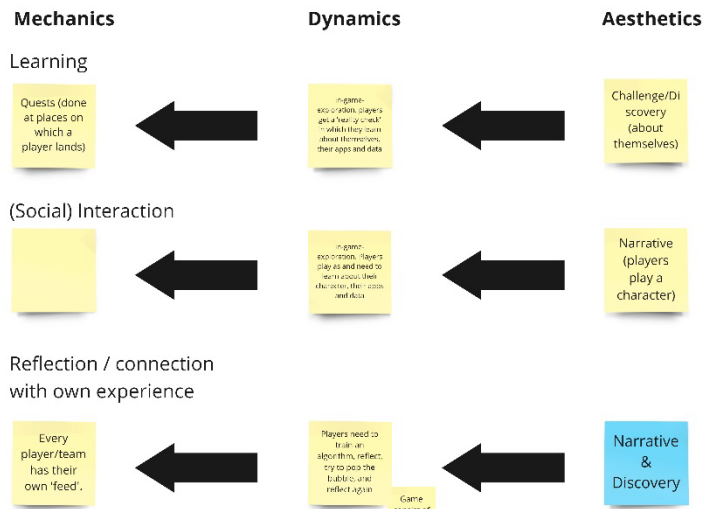 Mechanics
Dynamics
Aesthetics
Learning
Quests (done
at places on
which a
player lands)
In-game-
exploration, players
get a 'reality check'
in which they learn
about themselves,
their apps and data
Challenge/Di
scovery
(about
themselves)
(Social) Interaction
In-game-
exploration. Players
play as and need to
learn about their
character, their apps
and data
Narrative
(players
play a
character)
Reflection / connection
with own experience
Every
player/team
has their
own 'feed'.
Players need to
train an
algorithm, reflect,
try to pop the
bubble, and
reflect again
Game
Narrative
&
Discovery